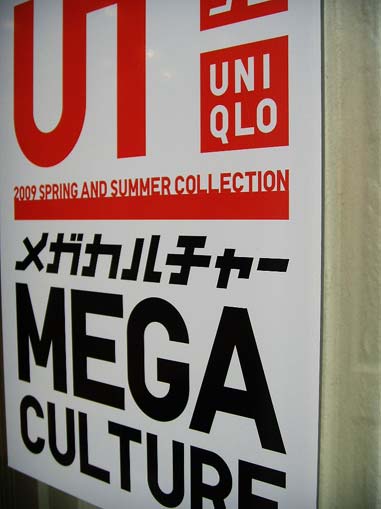 UT
UNI
QLO
2009 SPRING AND SUMMER COLLECTION
メガカルチャー
MEGA
CULTURE